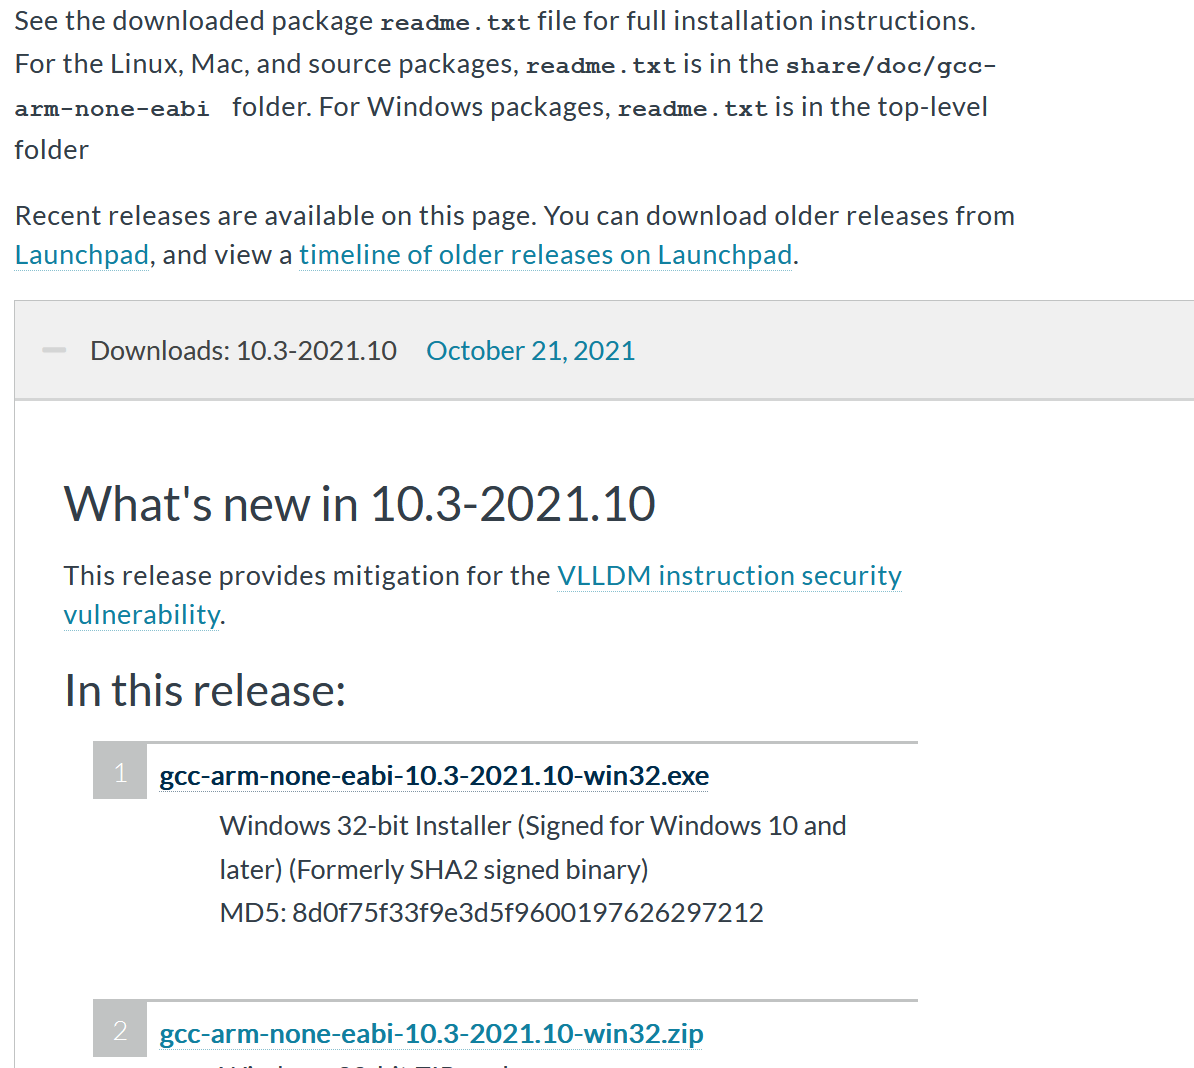 See the downloaded package readme.txt file for full installation instructions.
For the Linux, Mac, and source packages, readme.txt is in the share/doc/gcc-
arm-none-eabi folder. For Windows packages, readme.txt is in the top-level
folder
Recent releases are available on this page. You can download older releases from
Launchpad, and view a timeline of older releases on Launchpad.
Downloads: 10.3-2021.10 October 21, 2021
What's new in 10.3-2021.10
This release provides mitigation for the VLLDM instruction security
vulnerability.
In this release:
1 gcc-arm-none-eabi-10.3-2021.10-win32.exe
Windows 32-bit Installer (Signed for Windows 10 and
later) (Formerly SHA2 signed binary)
MD5: 8d0f75f33f9e3d5f9600197626297212
2 gcc-arm-none-eabi-10.3-2021.10-win32.zip